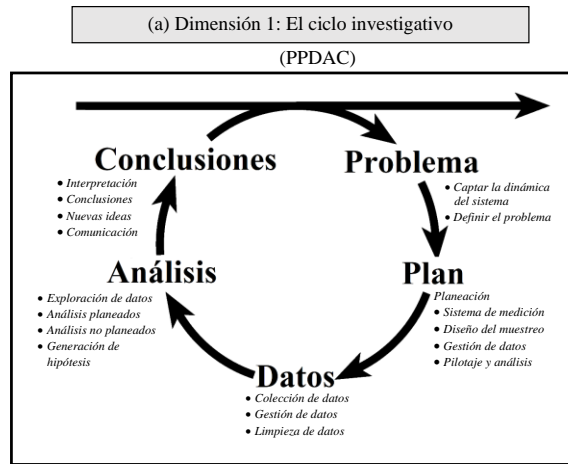 (a) Dimensión 1: El ciclo investigativo
(PPDAC)
Conclusiones
• Interpretación
• Conclusiones
• Nuevas ideas
• Comunicación
Problema
• Captar la dinámica
del sistema
• Definir el problema
Análisis
• Exploración de datos
• Análisis planeados
• Análisis no planeados
• Generación de
hipótesis
Plan
Planeación
• Sistema de medición
• Diseño del muestreo
• Gestión de datos
• Pilotaje y análisis
Datos
• Colección de datos
• Gestión de datos
• Limpieza de datos